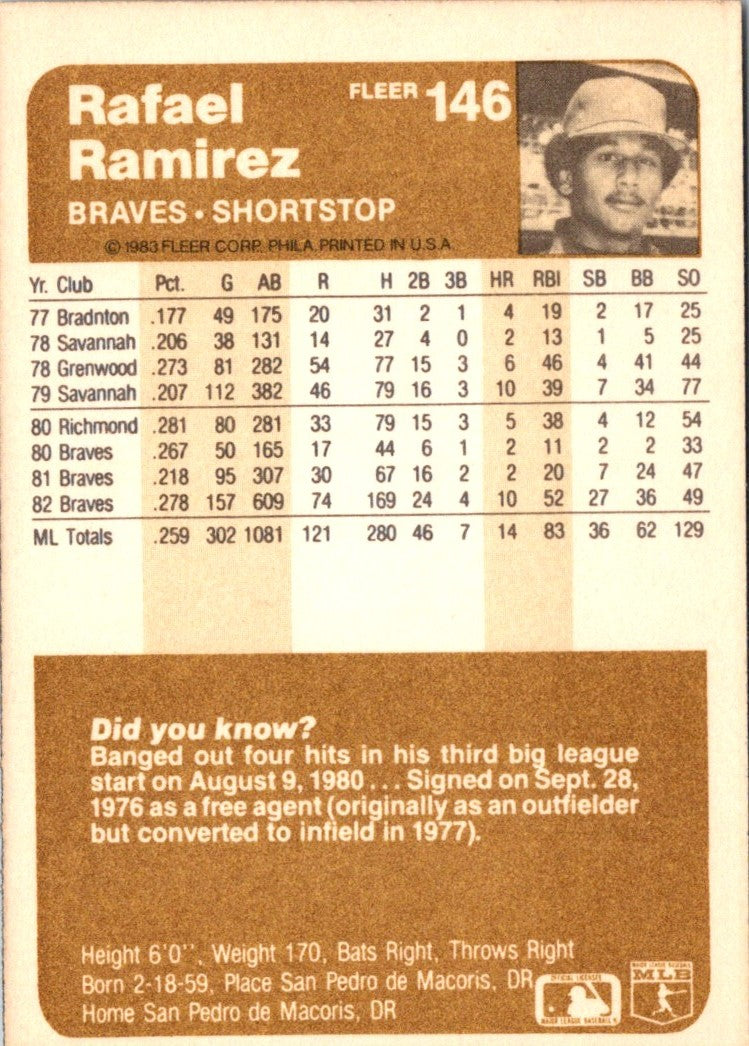 Rafael
Ramirez
FLEER 146
BRAVES • SHORTSTOP
© 1983 FLEER CORP. PHILA. PRINTED IN U.S.A.
Yr. Club Pct. G AB R H 2B 3B HR RBI SB BB SO
77 Bradnton .177 49 175 20 31 2 1 4 19 2 17 25
78 Savannah .206 38 131 14 27 4 0 2 13 1 5 25
78 Grenwood .273 81 282 54 77 15 3 6 46 4 41 44
79 Savannah .207 112 382 46 79 16 3 10 39 7 34 77
80 Richmond .281 80 281 33 79 15 3 5 38 4 12 54
80 Braves .267 50 165 17 44 6 1 2 11 2 2 33
81 Braves .218 95 307 30 67 16 2 2 20 7 24 47
82 Braves .278 157 609 74 169 24 4 10 52 27 36 49
ML Totals .259 302 1081 121 280 46 7 14 83 36 62 129
Did you know?
Banged out four hits in his third big league
start on August 9, 1980 . . . Signed on Sept. 28,
1976 as a free agent (originally as an outfielder
but converted to infield in 1977).
Height 6'0'', Weight 170, Bats Right, Throws Right
Born 2-18-59, Place San Pedro de Macoris, DR
Home San Pedro de Macoris, DR
OFFICIAL LICENSEE
MAJOR LEAGUE BASEBALL
MAJOR LEAGUE BASEBALL
MLB